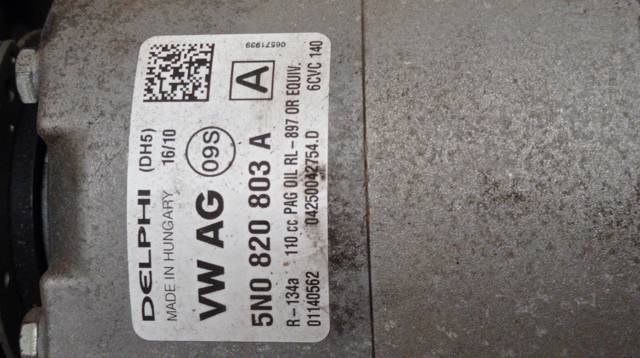 DELPHI (DH5)
MADE IN HUNGARY 16/10
VW AG 09S
5N0 820 803 A A
R-134a 110 cc PAG OIL RL-897 OR EQUIV.
01140562 04250042754.D 6CVC 140
06571939